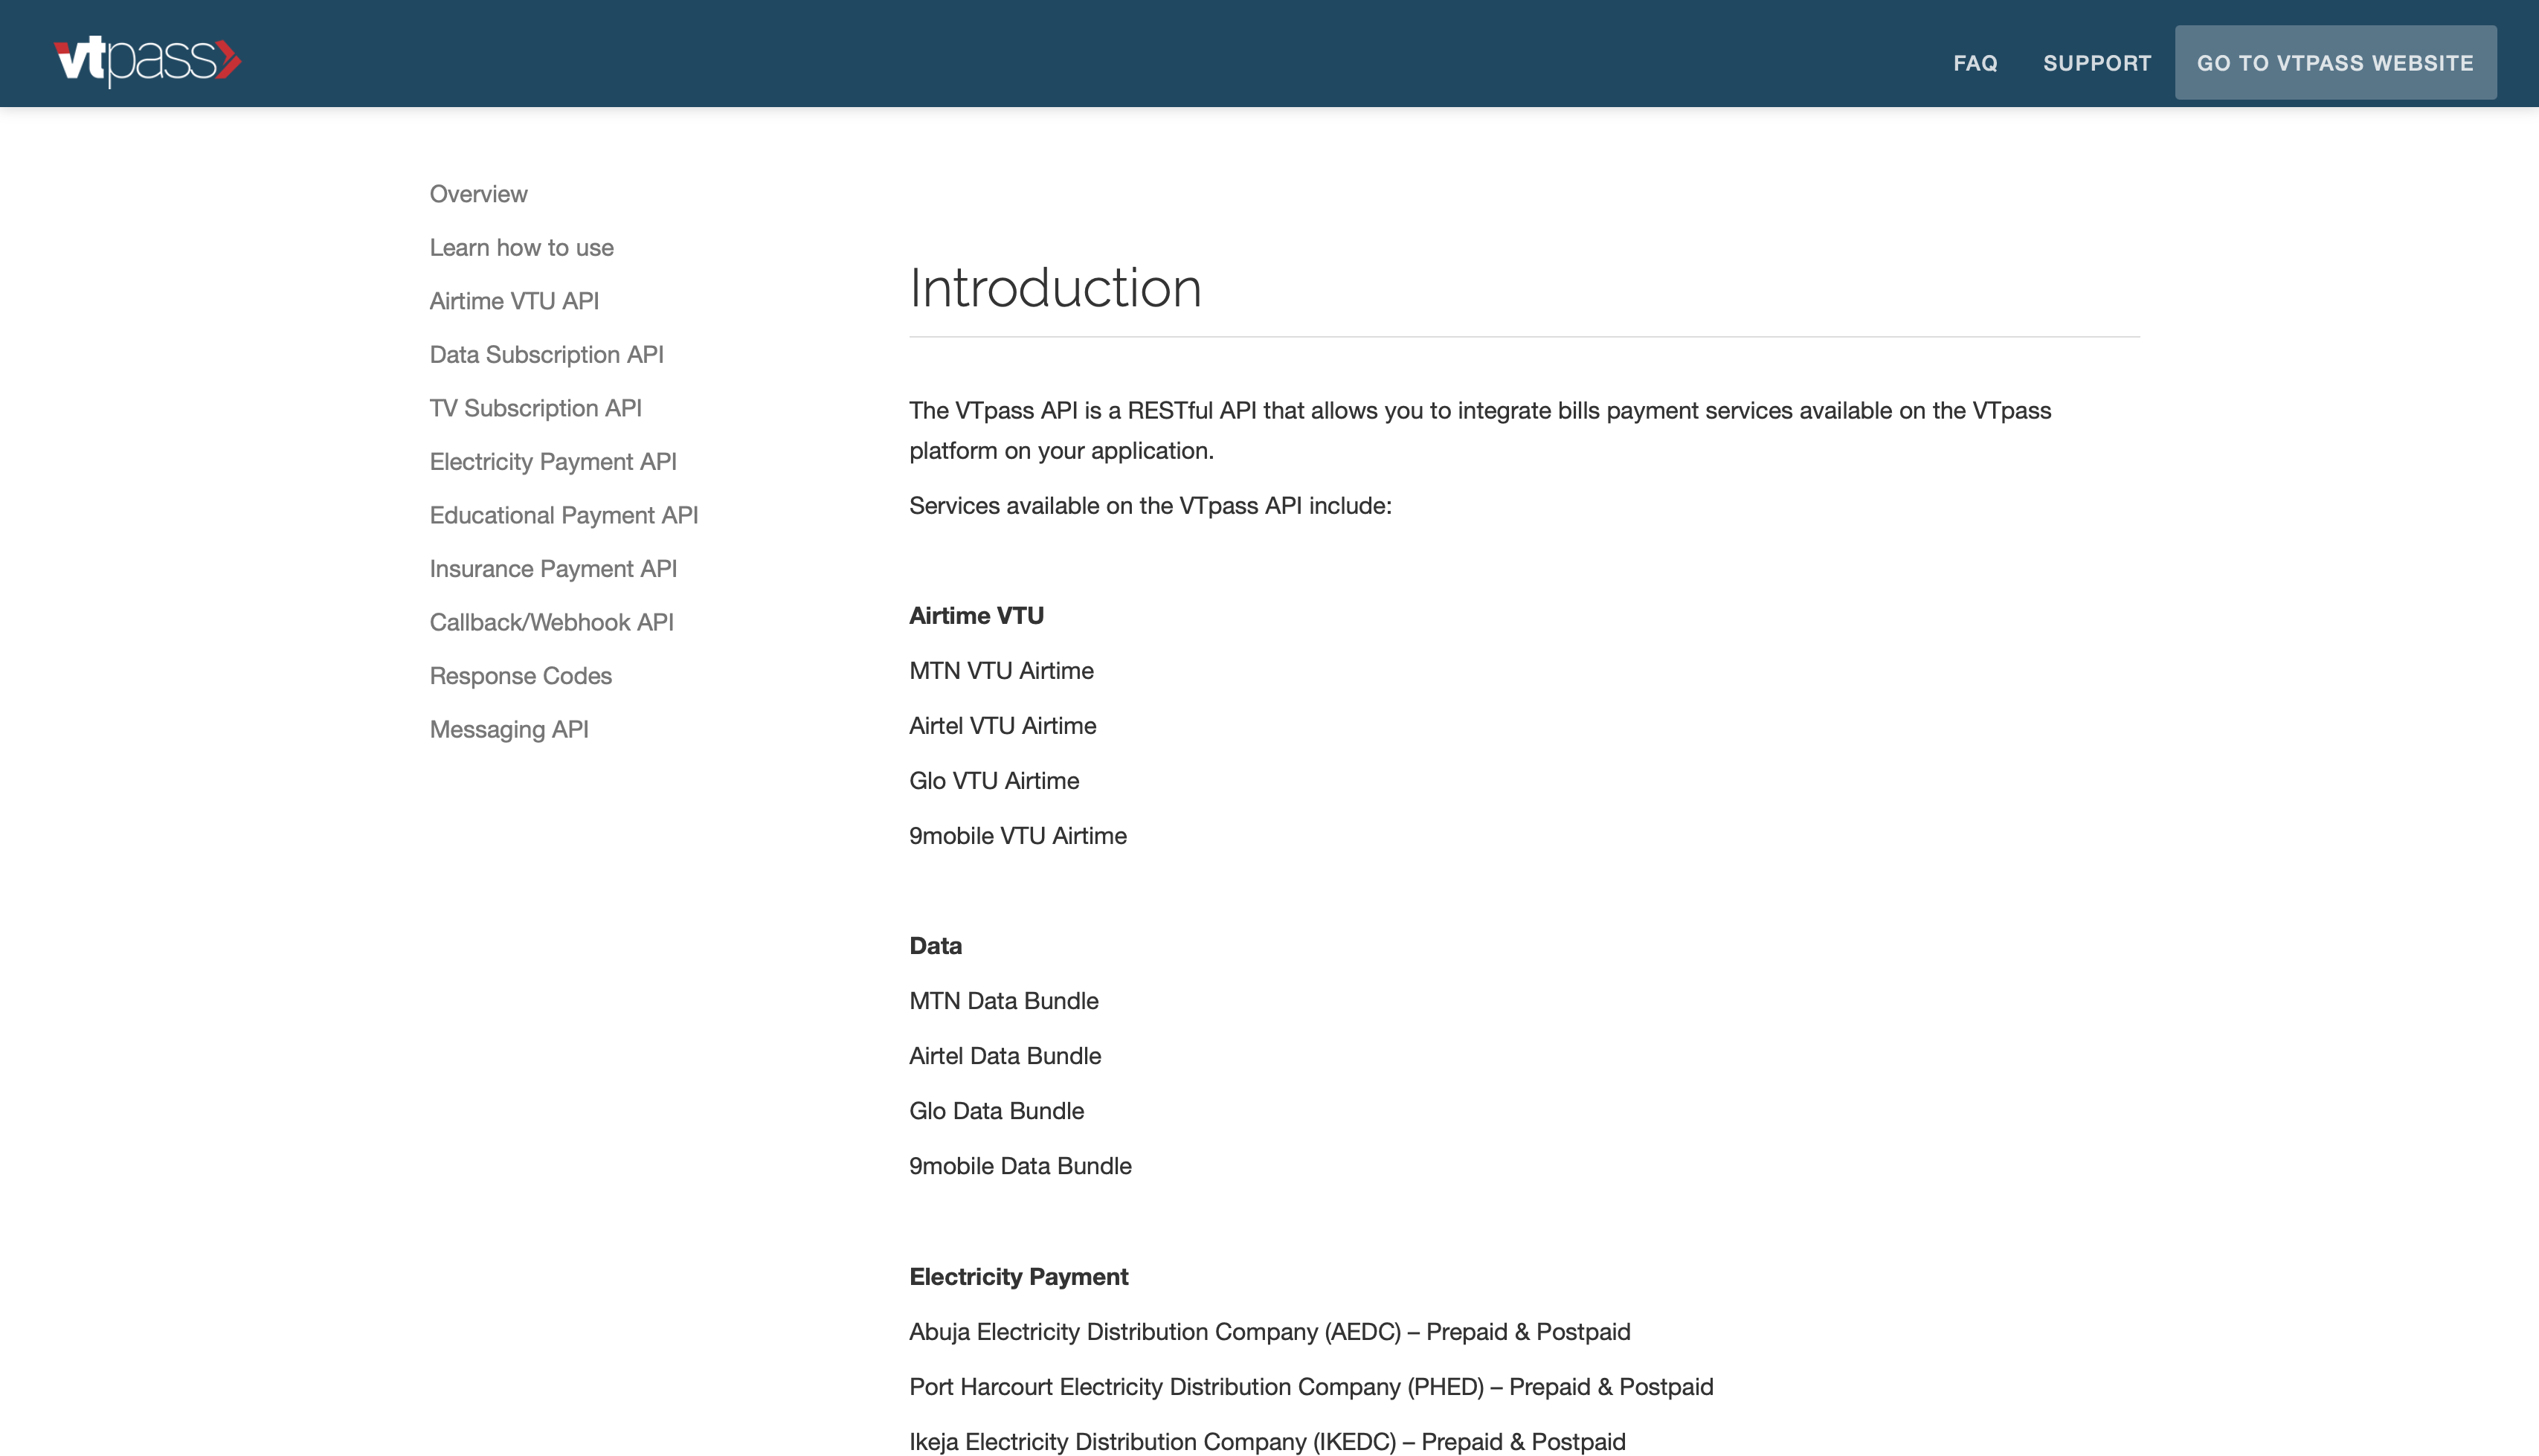 vtpass
FAQ
SUPPORT
GO TO VTPASS WEBSITE
Overview
Learn how to use
Airtime VTU API
Data Subscription API
TV Subscription API
Electricity Payment API
Educational Payment API
Insurance Payment API
Callback/Webhook API
Response Codes
Messaging API
Introduction
The VTpass API is a RESTful API that allows you to integrate bills payment services available on the VTpass
platform on your application.
Services available on the VTpass API include:
Airtime VTU
MTN VTU Airtime
Airtel VTU Airtime
Glo VTU Airtime
9mobile VTU Airtime
Data
MTN Data Bundle
Airtel Data Bundle
Glo Data Bundle
9mobile Data Bundle
Electricity Payment
Abuja Electricity Distribution Company (AEDC) – Prepaid & Postpaid
Port Harcourt Electricity Distribution Company (PHED) – Prepaid & Postpaid
Ikeja Electricity Distribution Company (IKEDC) – Prepaid & Postpaid